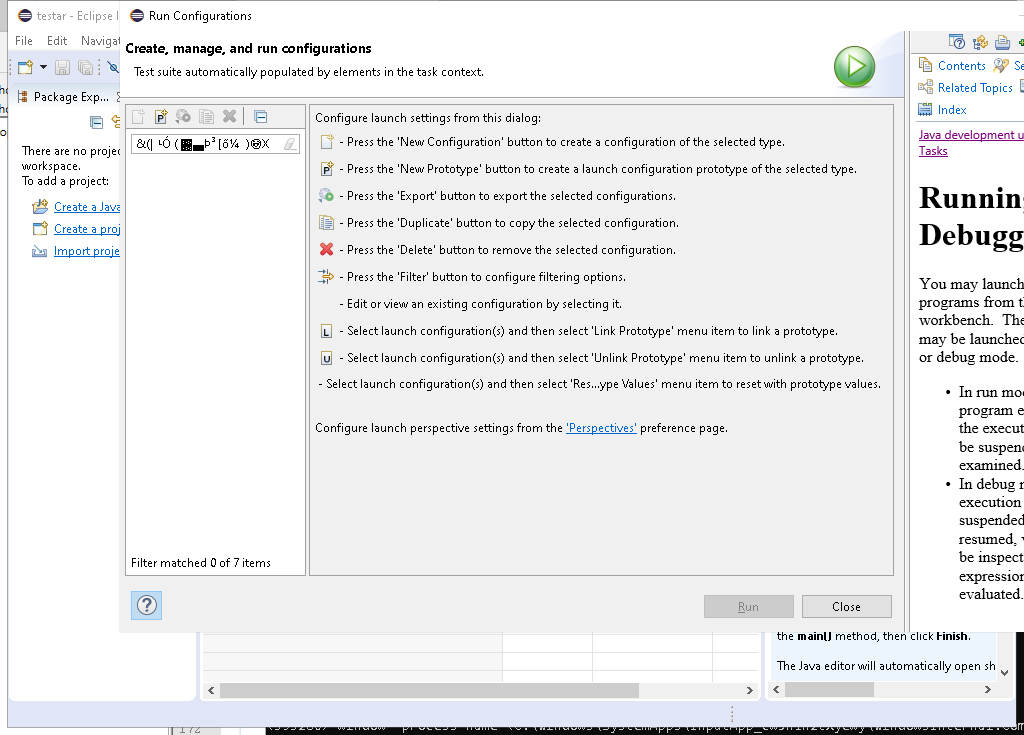 testar - Eclipse I
Run Configurations
File Edit Navigat
Create, manage, and run configurations
Test suite automatically populated by elements in the task context.
Package Exp...
There are no projec
workspace.
To add a project:
Create a Java
Create a proj
Import proje
Filter matched 0 of 7 items
Configure launch settings from this dialog:
- Press the 'New Configuration' button to create a configuration of the selected type.
- Press the 'New Prototype' button to create a launch configuration prototype of the selected type.
- Press the 'Export' button to export the selected configurations.
- Press the 'Duplicate' button to copy the selected configuration.
- Press the 'Delete' button to remove the selected configuration.
- Press the 'Filter' button to configure filtering options.
- Edit or view an existing configuration by selecting it.
L - Select launch configuration(s) and then select 'Link Prototype' menu item to link a prototype.
U - Select launch configuration(s) and then select 'Unlink Prototype' menu item to unlink a prototype.
- Select launch configuration(s) and then select 'Res...ype Values' menu item to reset with prototype values.
Configure launch perspective settings from the 'Perspectives' preference page.
Run Close
Contents Se
Related Topics
Index
Java development u
Tasks
Running
Debugg
You may launch
programs from th
workbench. The
may be launched
or debug mode.
• In run mod
program e
the execut
be suspend
examined.
• In debug m
execution
suspended
resumed, v
be inspect
expression
evaluated.
the main() method, then click Finish.
The Java editor will automatically open sh
172